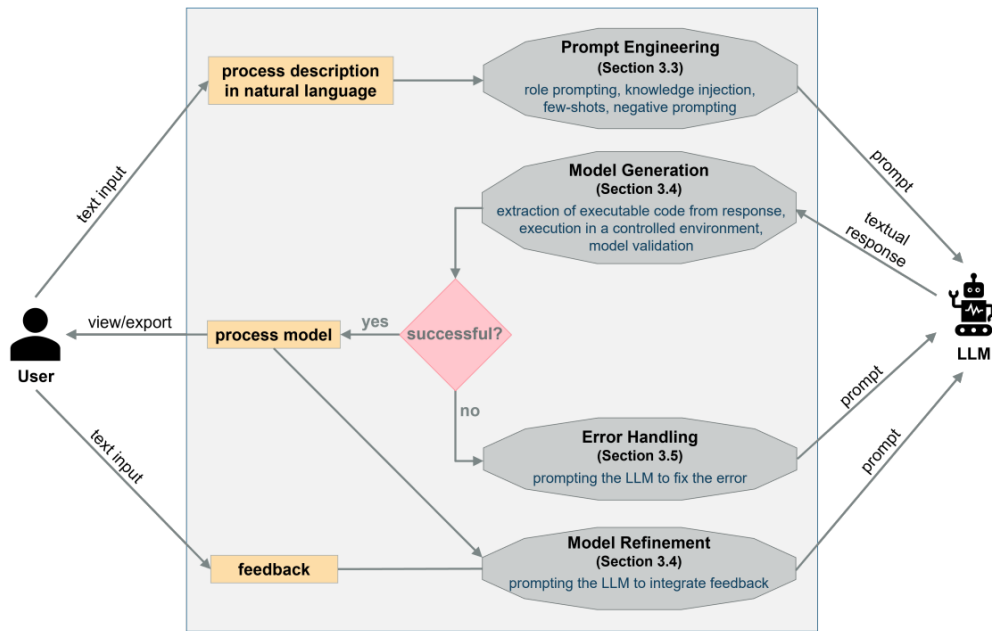 Prompt Engineering
(Section 3.3)
role prompting, knowledge injection,
few-shots, negative prompting
process description
in natural language
text input
prompt
Model Generation
(Section 3.4)
extraction of executable code from response,
execution in a controlled environment,
model validation
textual
response
view/export
process model
yes
successful?
User
LLM
no
prompt
text input
Error Handling
(Section 3.5)
prompting the LLM to fix the error
prompt
feedback
Model Refinement
(Section 3.4)
prompting the LLM to integrate feedback